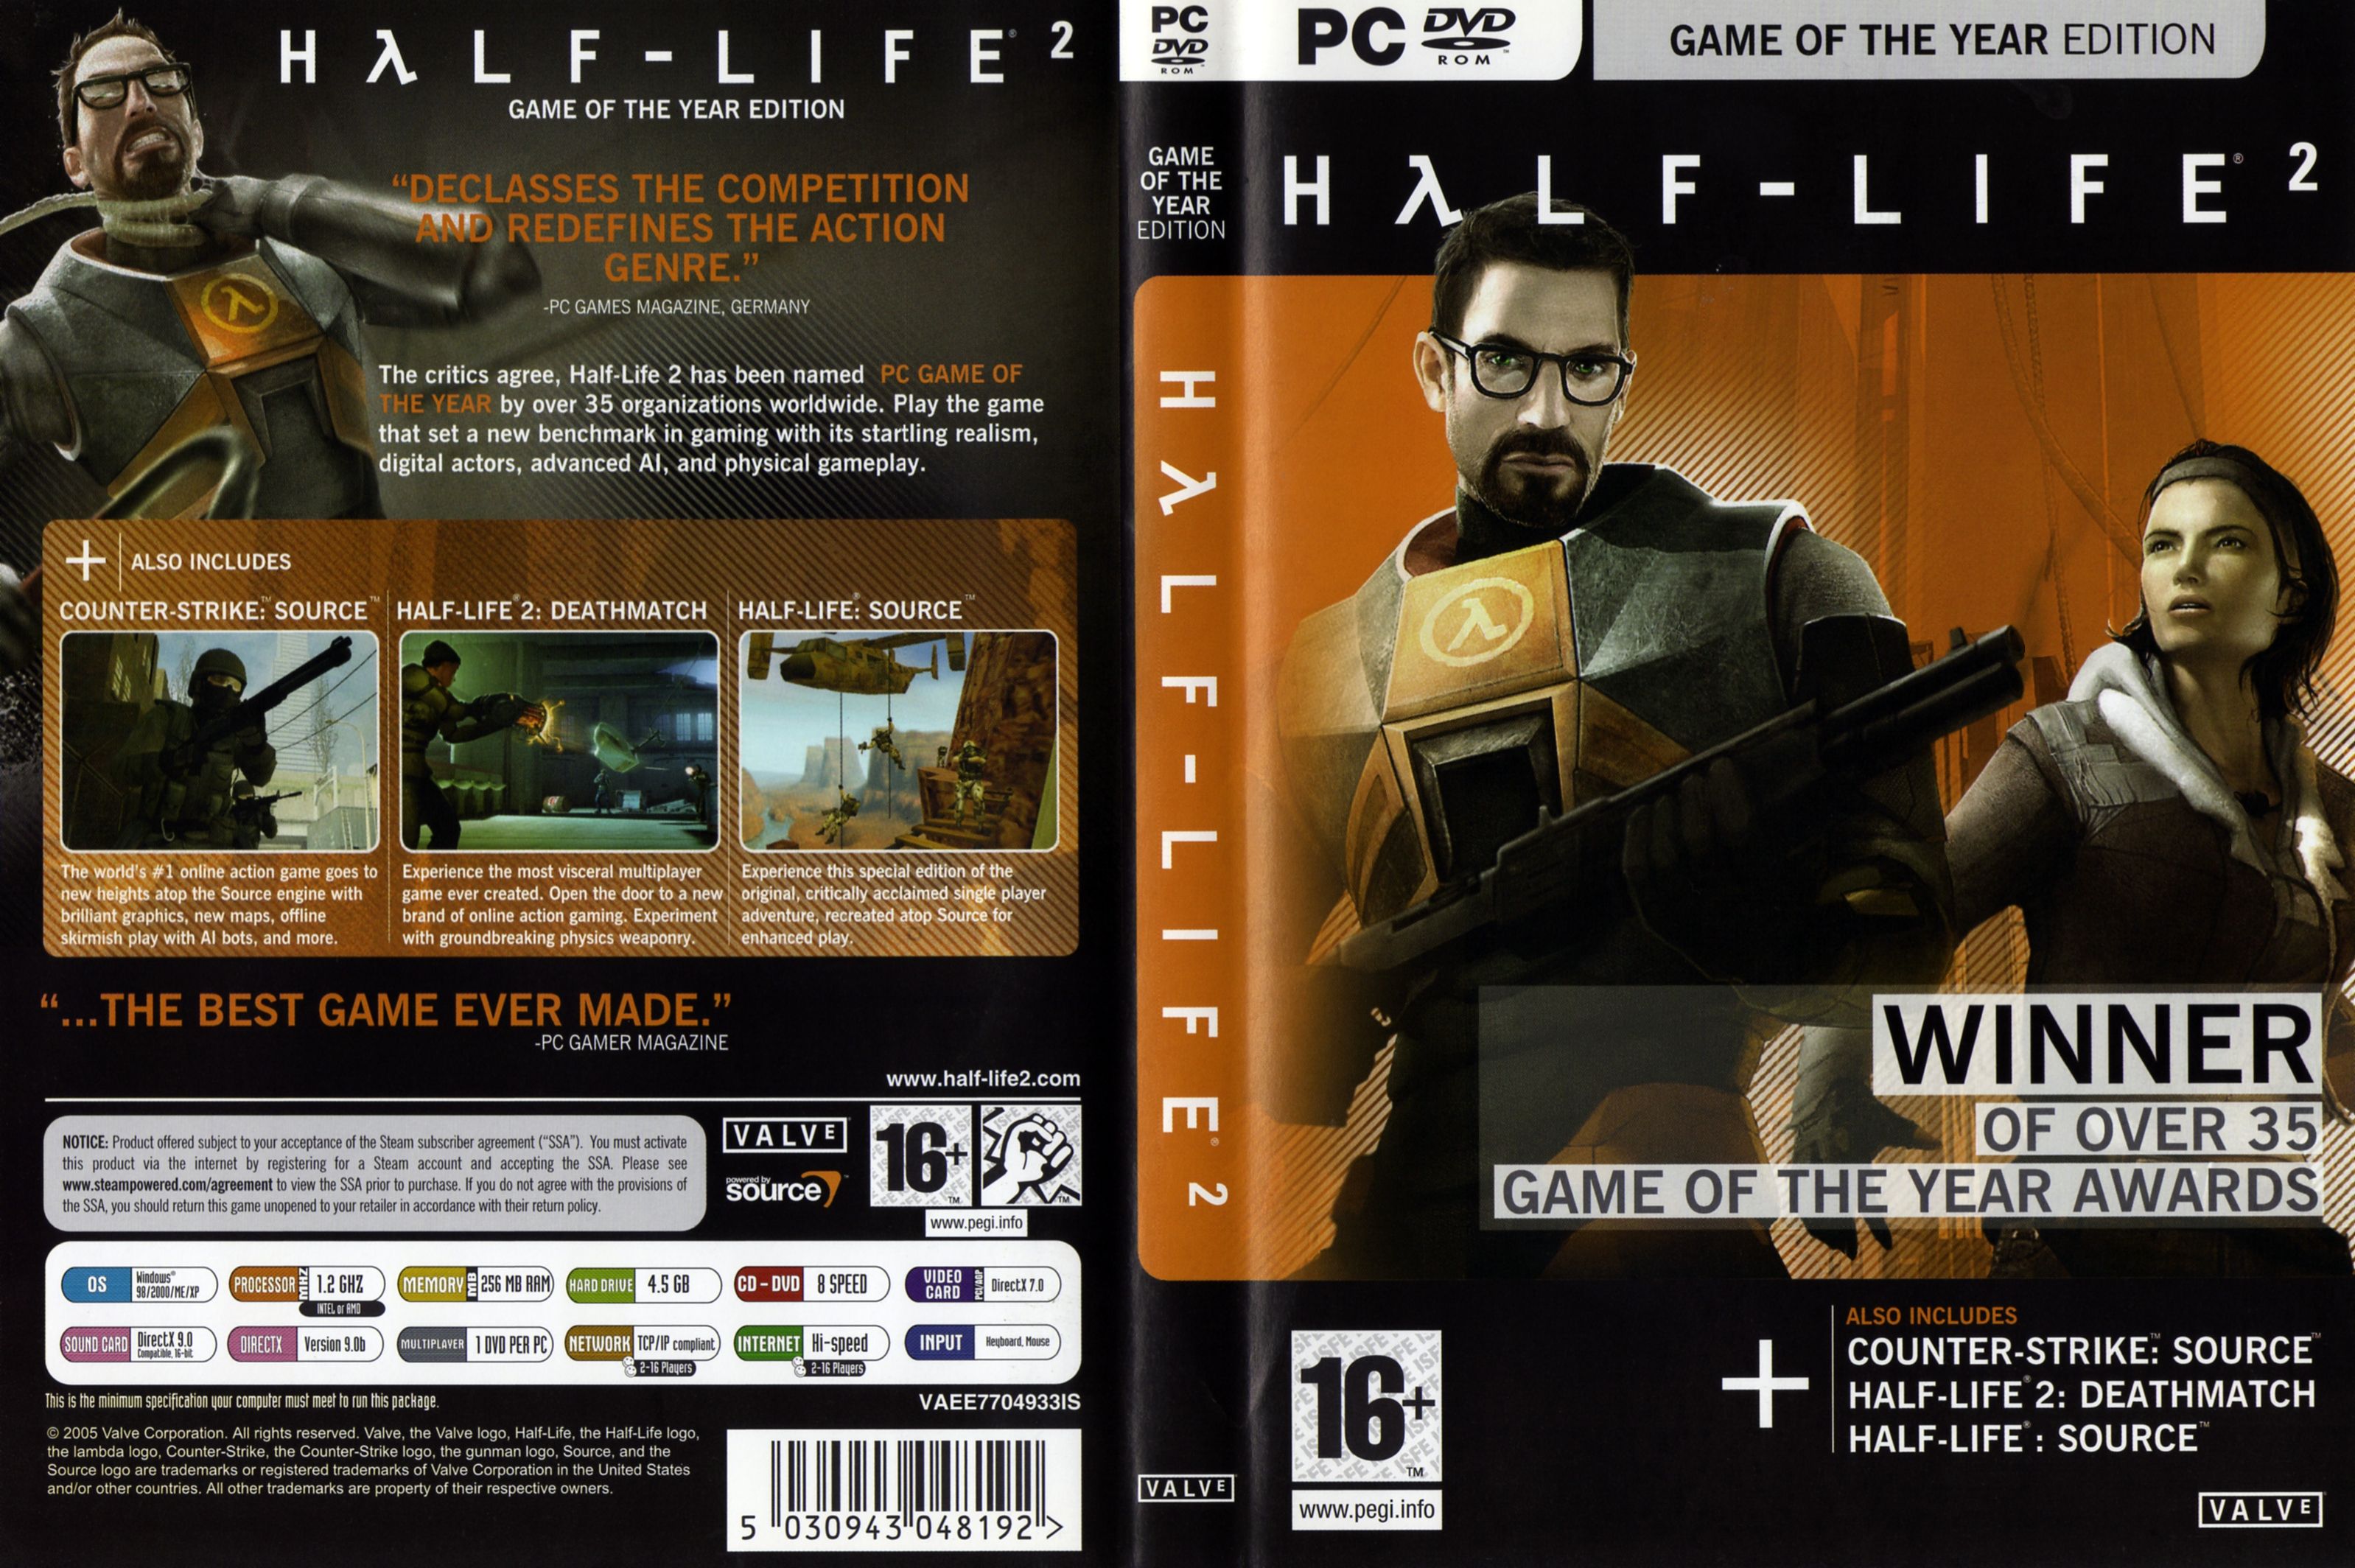 HλLF-LIFE® 2
GAME OF THE YEAR EDITION
“DECLASSES THE COMPETITION
AND REDEFINES THE ACTION
GENRE.”
-PC GAMES MAGAZINE, GERMANY
The critics agree, Half-Life 2 has been named PC GAME OF
THE YEAR by over 35 organizations worldwide. Play the game
that set a new benchmark in gaming with its startling realism,
digital actors, advanced AI, and physical gameplay.
+ ALSO INCLUDES
COUNTER-STRIKE:™ SOURCE™
The world's #1 online action game goes to
new heights atop the Source engine with
brilliant graphics, new maps, offline
skirmish play with AI bots, and more.
HALF-LIFE® 2: DEATHMATCH
Experience the most visceral multiplayer
game ever created. Open the door to a new
brand of online action gaming. Experiment
with groundbreaking physics weaponry.
HALF-LIFE®: SOURCE™
Experience this special edition of the
original, critically acclaimed single player
adventure, recreated atop Source for
enhanced play.
“...THE BEST GAME EVER MADE.”
-PC GAMER MAGAZINE
www.half-life2.com
NOTICE: Product offered subject to your acceptance of the Steam subscriber agreement (“SSA”). You must activate
this product via the internet by registering for a Steam account and accepting the SSA. Please see
www.steampowered.com/agreement to view the SSA prior to purchase. If you do not agree with the provisions of
the SSA, you should return this game unopened to your retailer in accordance with their return policy.
VALVE
powered by
source™
16+™
www.pegi.info
OS Windows® 98/2000/ME/XP
PROCESSOR MHZ 1.2 GHZ
INTEL or AMD
MEMORY MB 256 MB RAM
HARD DRIVE 4.5 GB
CD - DVD 8 SPEED
VIDEO CARD PCI/AGP DirectX 7.0
SOUND CARD DirectX 9.0 Compatible, 16-bit
DIRECTX Version 9.0b
MULTIPLAYER 1 DVD PER PC
NETWORK TCP/IP compliant
2-16 Players
INTERNET Hi-speed
2-16 Players
INPUT Keyboard, Mouse
This is the minimum specification your computer must meet to run this package.
VAEE7704933IS
© 2005 Valve Corporation. All rights reserved. Valve, the Valve logo, Half-Life, the Half-Life logo,
the lambda logo, Counter-Strike, the Counter-Strike logo, the gunman logo, Source, and the
Source logo are trademarks or registered trademarks of Valve Corporation in the United States
and/or other countries. All other trademarks are property of their respective owners.
5 030943 048192 >
PC
DVD
ROM
GAME
OF THE
YEAR
EDITION
HλLF-LIFE® 2
VALVE
PC DVD™
ROM
GAME OF THE YEAR EDITION
HλLF-LIFE® 2
WINNER
OF OVER 35
GAME OF THE YEAR AWARDS
16+™
www.pegi.info
+ ALSO INCLUDES
COUNTER-STRIKE:™ SOURCE™
HALF-LIFE® 2: DEATHMATCH
HALF-LIFE®: SOURCE™
VALVE